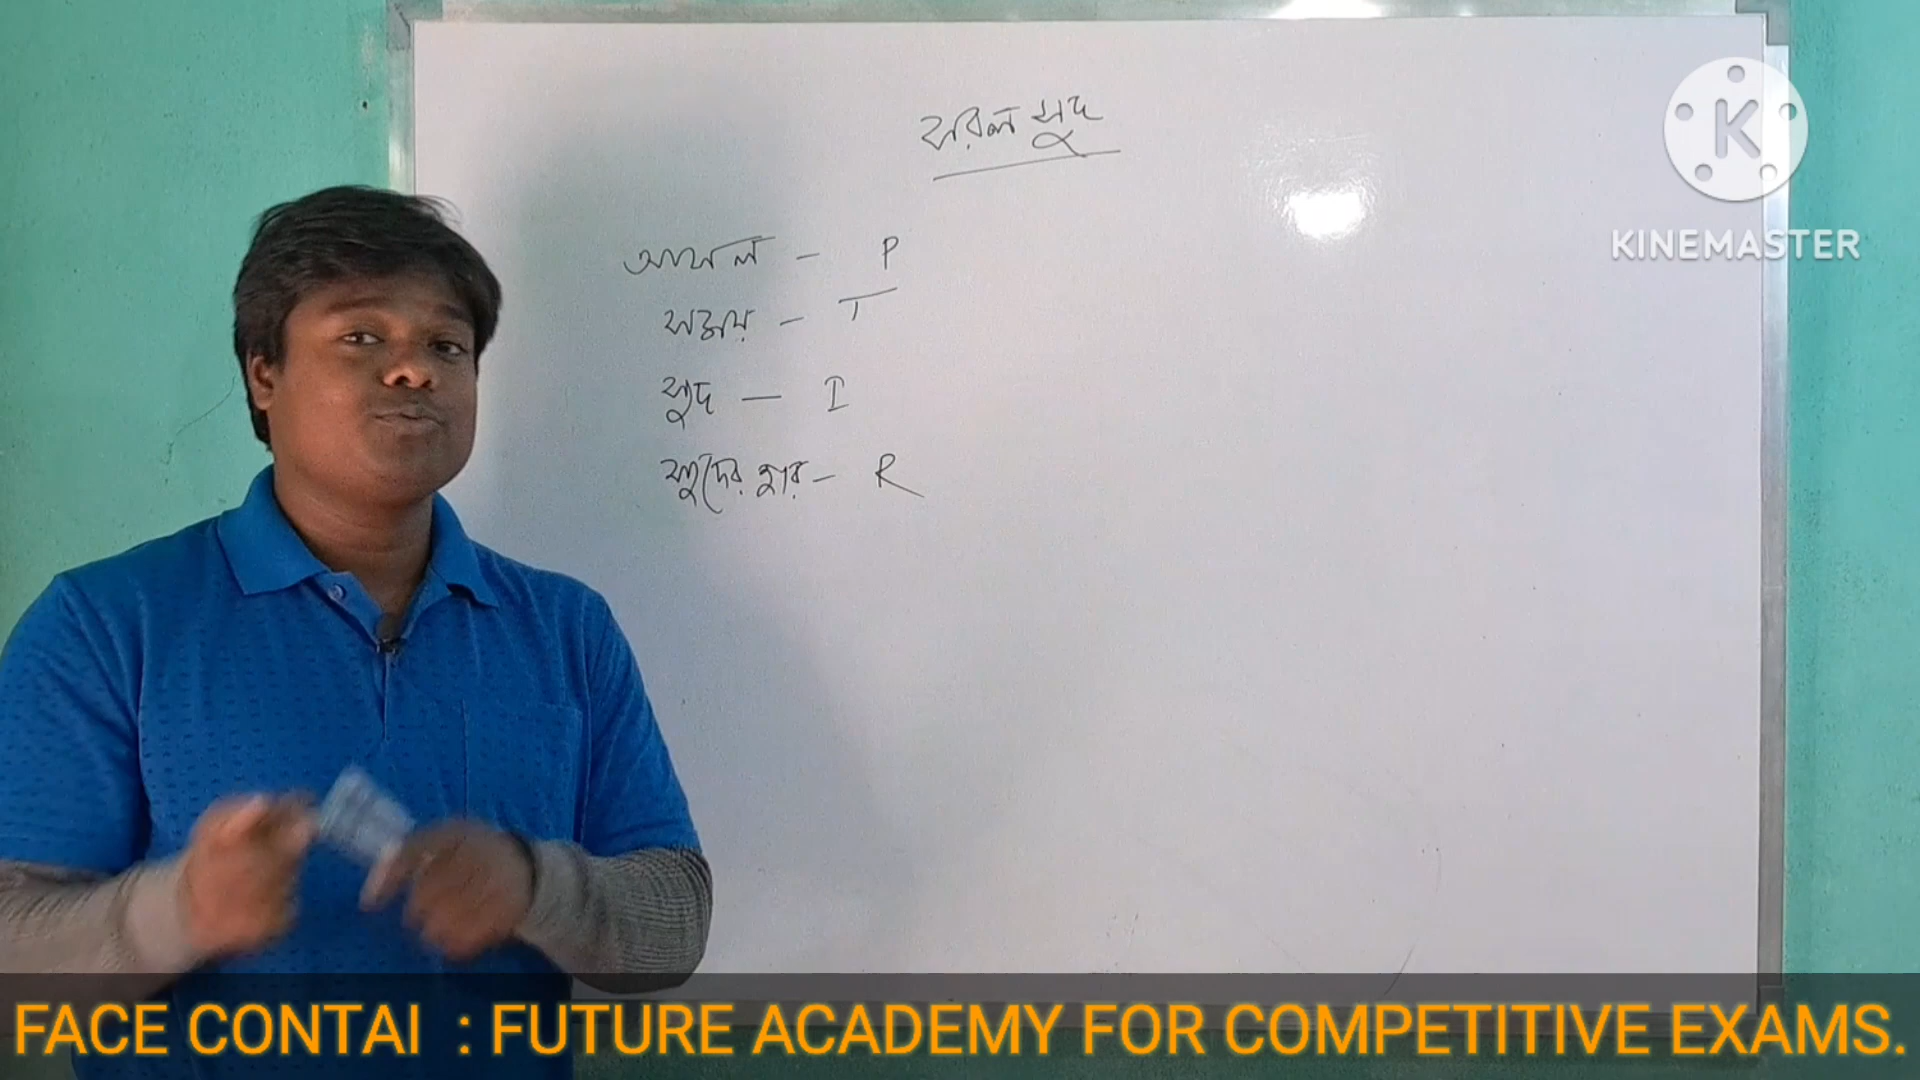 সরল সুদ
K
KINEMASTER
আসল - P
সময় - T
সুদ - I
সুদের হার - R
FACE CONTAI : FUTURE ACADEMY FOR COMPETITIVE EXAMS.